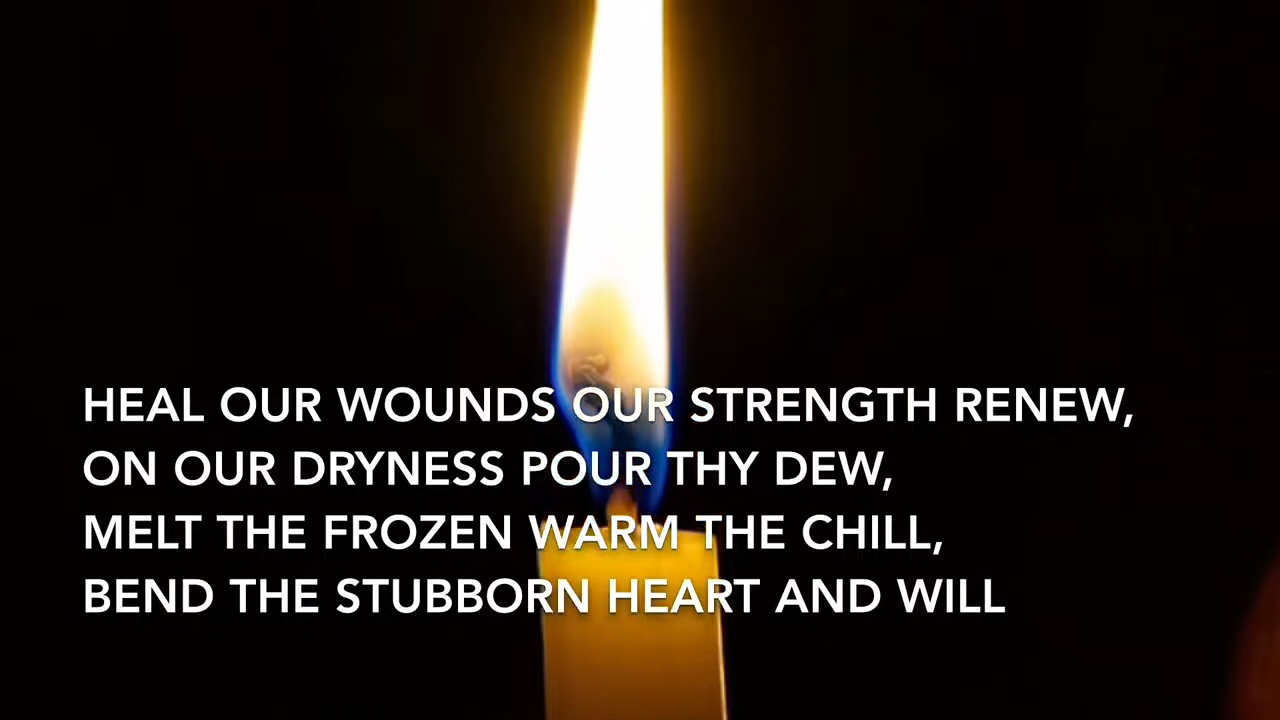 HEAL OUR WOUNDS OUR STRENGTH RENEW,
ON OUR DRYNESS POUR THY DEW,
MELT THE FROZEN WARM THE CHILL,
BEND THE STUBBORN HEART AND WILL